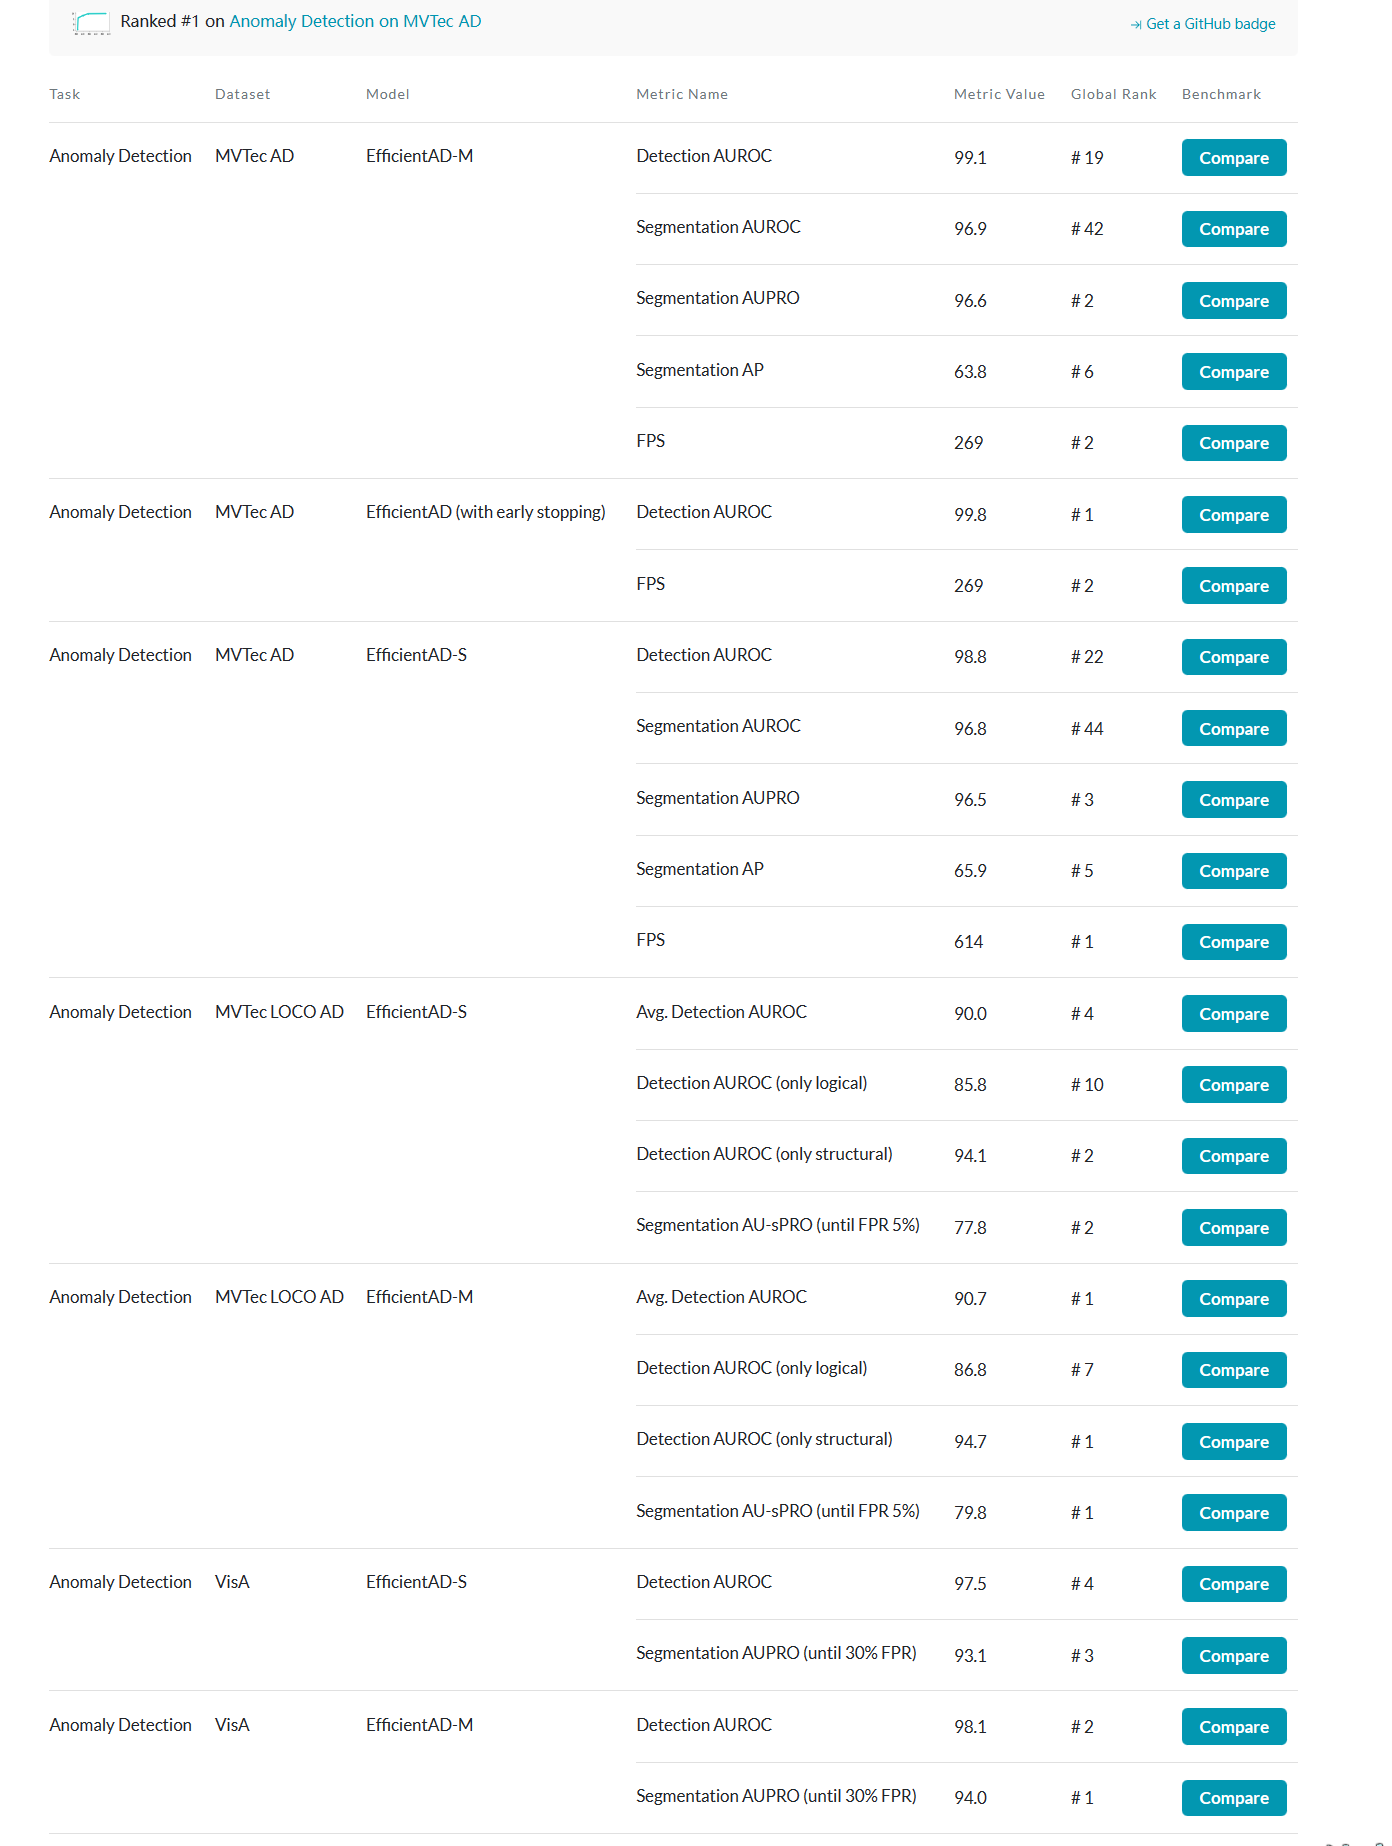 Ranked #1 on Anomaly Detection on MVTec AD
Get a GitHub badge
Task Dataset Model Metric Name Metric Value Global Rank Benchmark
Anomaly Detection MVTec AD EfficientAD-M Detection AUROC 99.1 # 19 Compare
Segmentation AUROC 96.9 # 42 Compare
Segmentation AUPRO 96.6 # 2 Compare
Segmentation AP 63.8 # 6 Compare
FPS 269 # 2 Compare
Anomaly Detection MVTec AD EfficientAD (with early stopping) Detection AUROC 99.8 # 1 Compare
FPS 269 # 2 Compare
Anomaly Detection MVTec AD EfficientAD-S Detection AUROC 98.8 # 22 Compare
Segmentation AUROC 96.8 # 44 Compare
Segmentation AUPRO 96.5 # 3 Compare
Segmentation AP 65.9 # 5 Compare
FPS 614 # 1 Compare
Anomaly Detection MVTec LOCO AD EfficientAD-S Avg. Detection AUROC 90.0 # 4 Compare
Detection AUROC (only logical) 85.8 # 10 Compare
Detection AUROC (only structural) 94.1 # 2 Compare
Segmentation AU-sPRO (until FPR 5%) 77.8 # 2 Compare
Anomaly Detection MVTec LOCO AD EfficientAD-M Avg. Detection AUROC 90.7 # 1 Compare
Detection AUROC (only logical) 86.8 # 7 Compare
Detection AUROC (only structural) 94.7 # 1 Compare
Segmentation AU-sPRO (until FPR 5%) 79.8 # 1 Compare
Anomaly Detection VisA EfficientAD-S Detection AUROC 97.5 # 4 Compare
Segmentation AUPRO (until 30% FPR) 93.1 # 3 Compare
Anomaly Detection VisA EfficientAD-M Detection AUROC 98.1 # 2 Compare
Segmentation AUPRO (until 30% FPR) 94.0 # 1 Compare